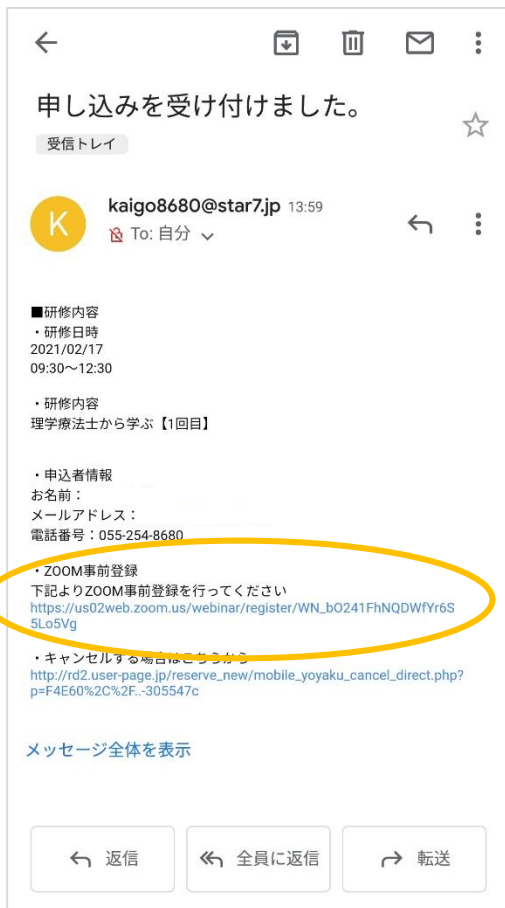 申し込みを受け付けました。
受信トレイ
K
kaigo8680@star7.jp 13:59
To: 自分
■研修内容
・研修日時
2021/02/17
09:30～12:30
・研修内容
理学療法士から学ぶ【1回目】
・申込者情報
お名前：
メールアドレス：
電話番号：055-254-8680
・ZOOM事前登録
下記よりZOOM事前登録を行ってください
https://us02web.zoom.us/webinar/register/WN_bO241FhNQDWfYr6S
5Lo5Vg
・キャンセルする場合はこちらから
http://rd2.user-page.jp/reserve_new/mobile_yoyaku_cancel_direct.php?
p=F4E60%2C%2F..-305547c
メッセージ全体を表示
返信
全員に返信
転送